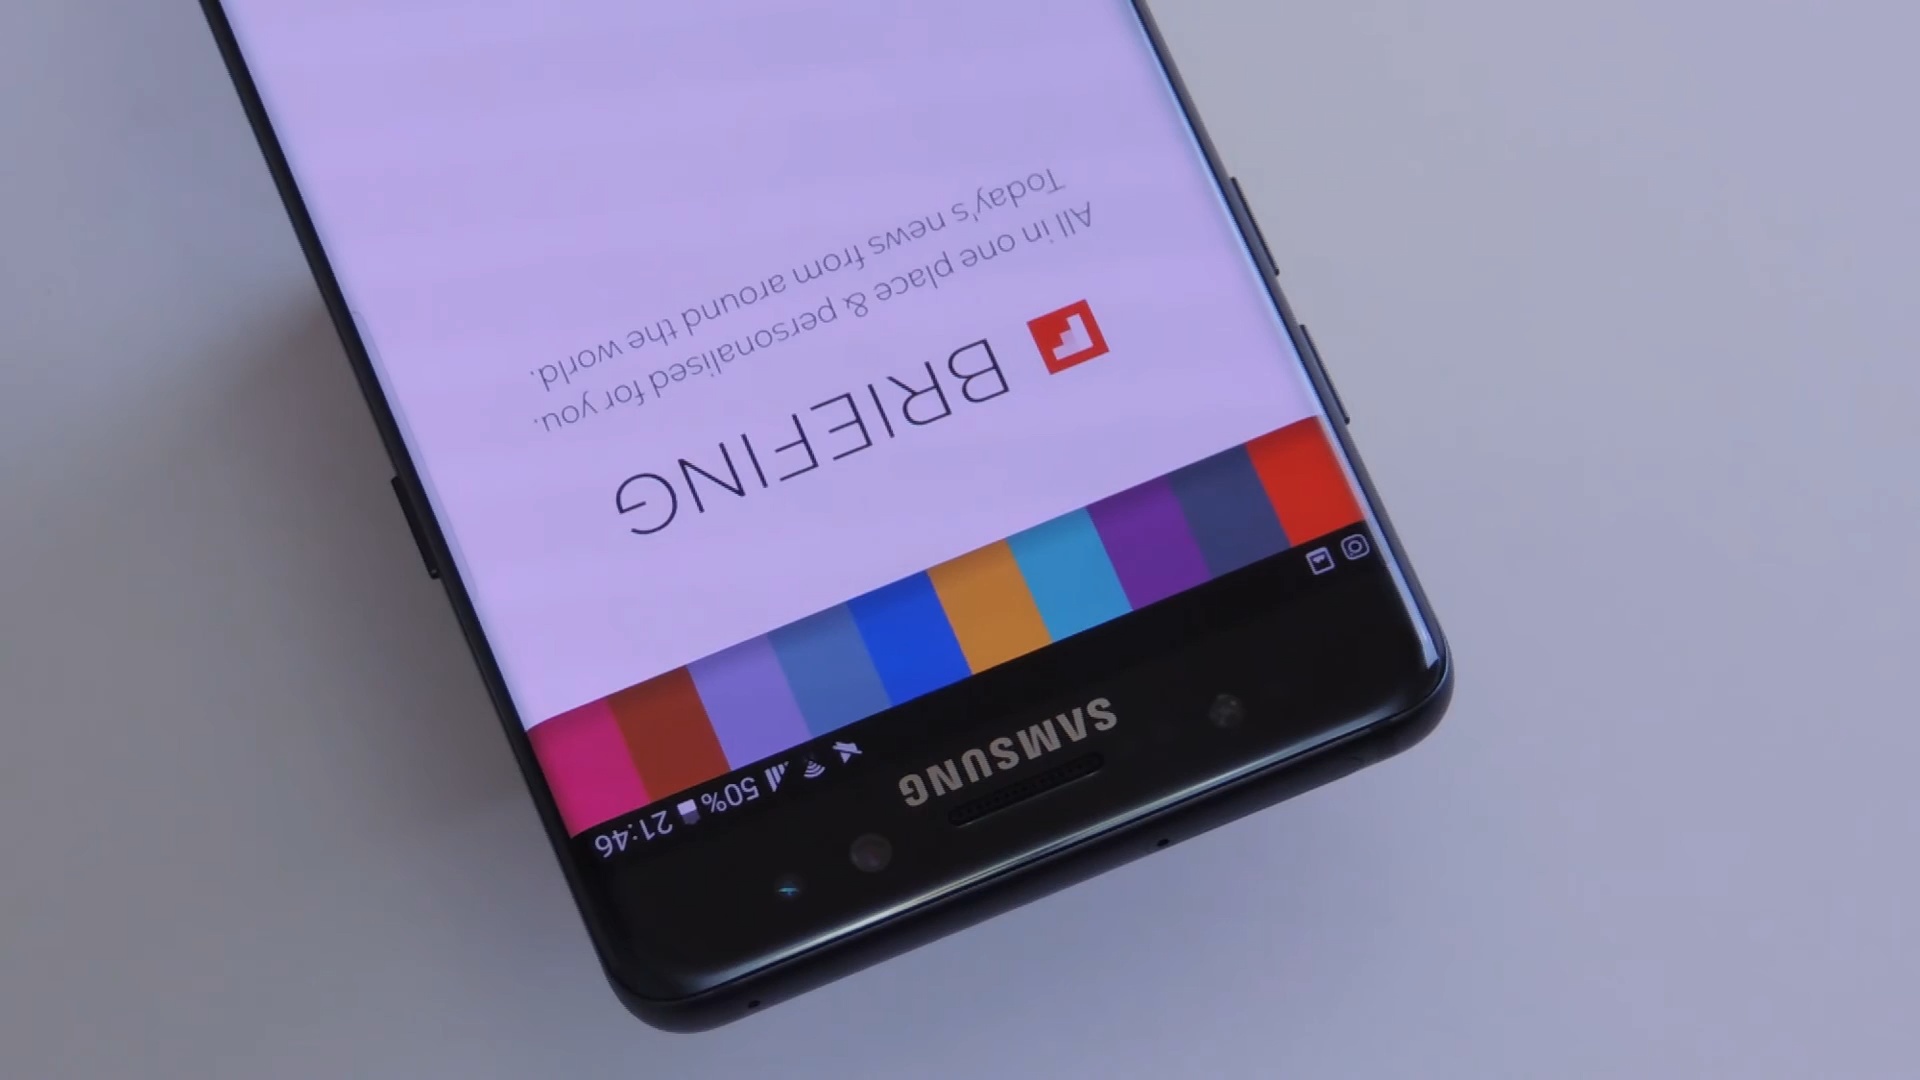 SAMSUNG
50% 21:46
BRIEFING
All in one place & personalised for you.
Today's news from around the world.